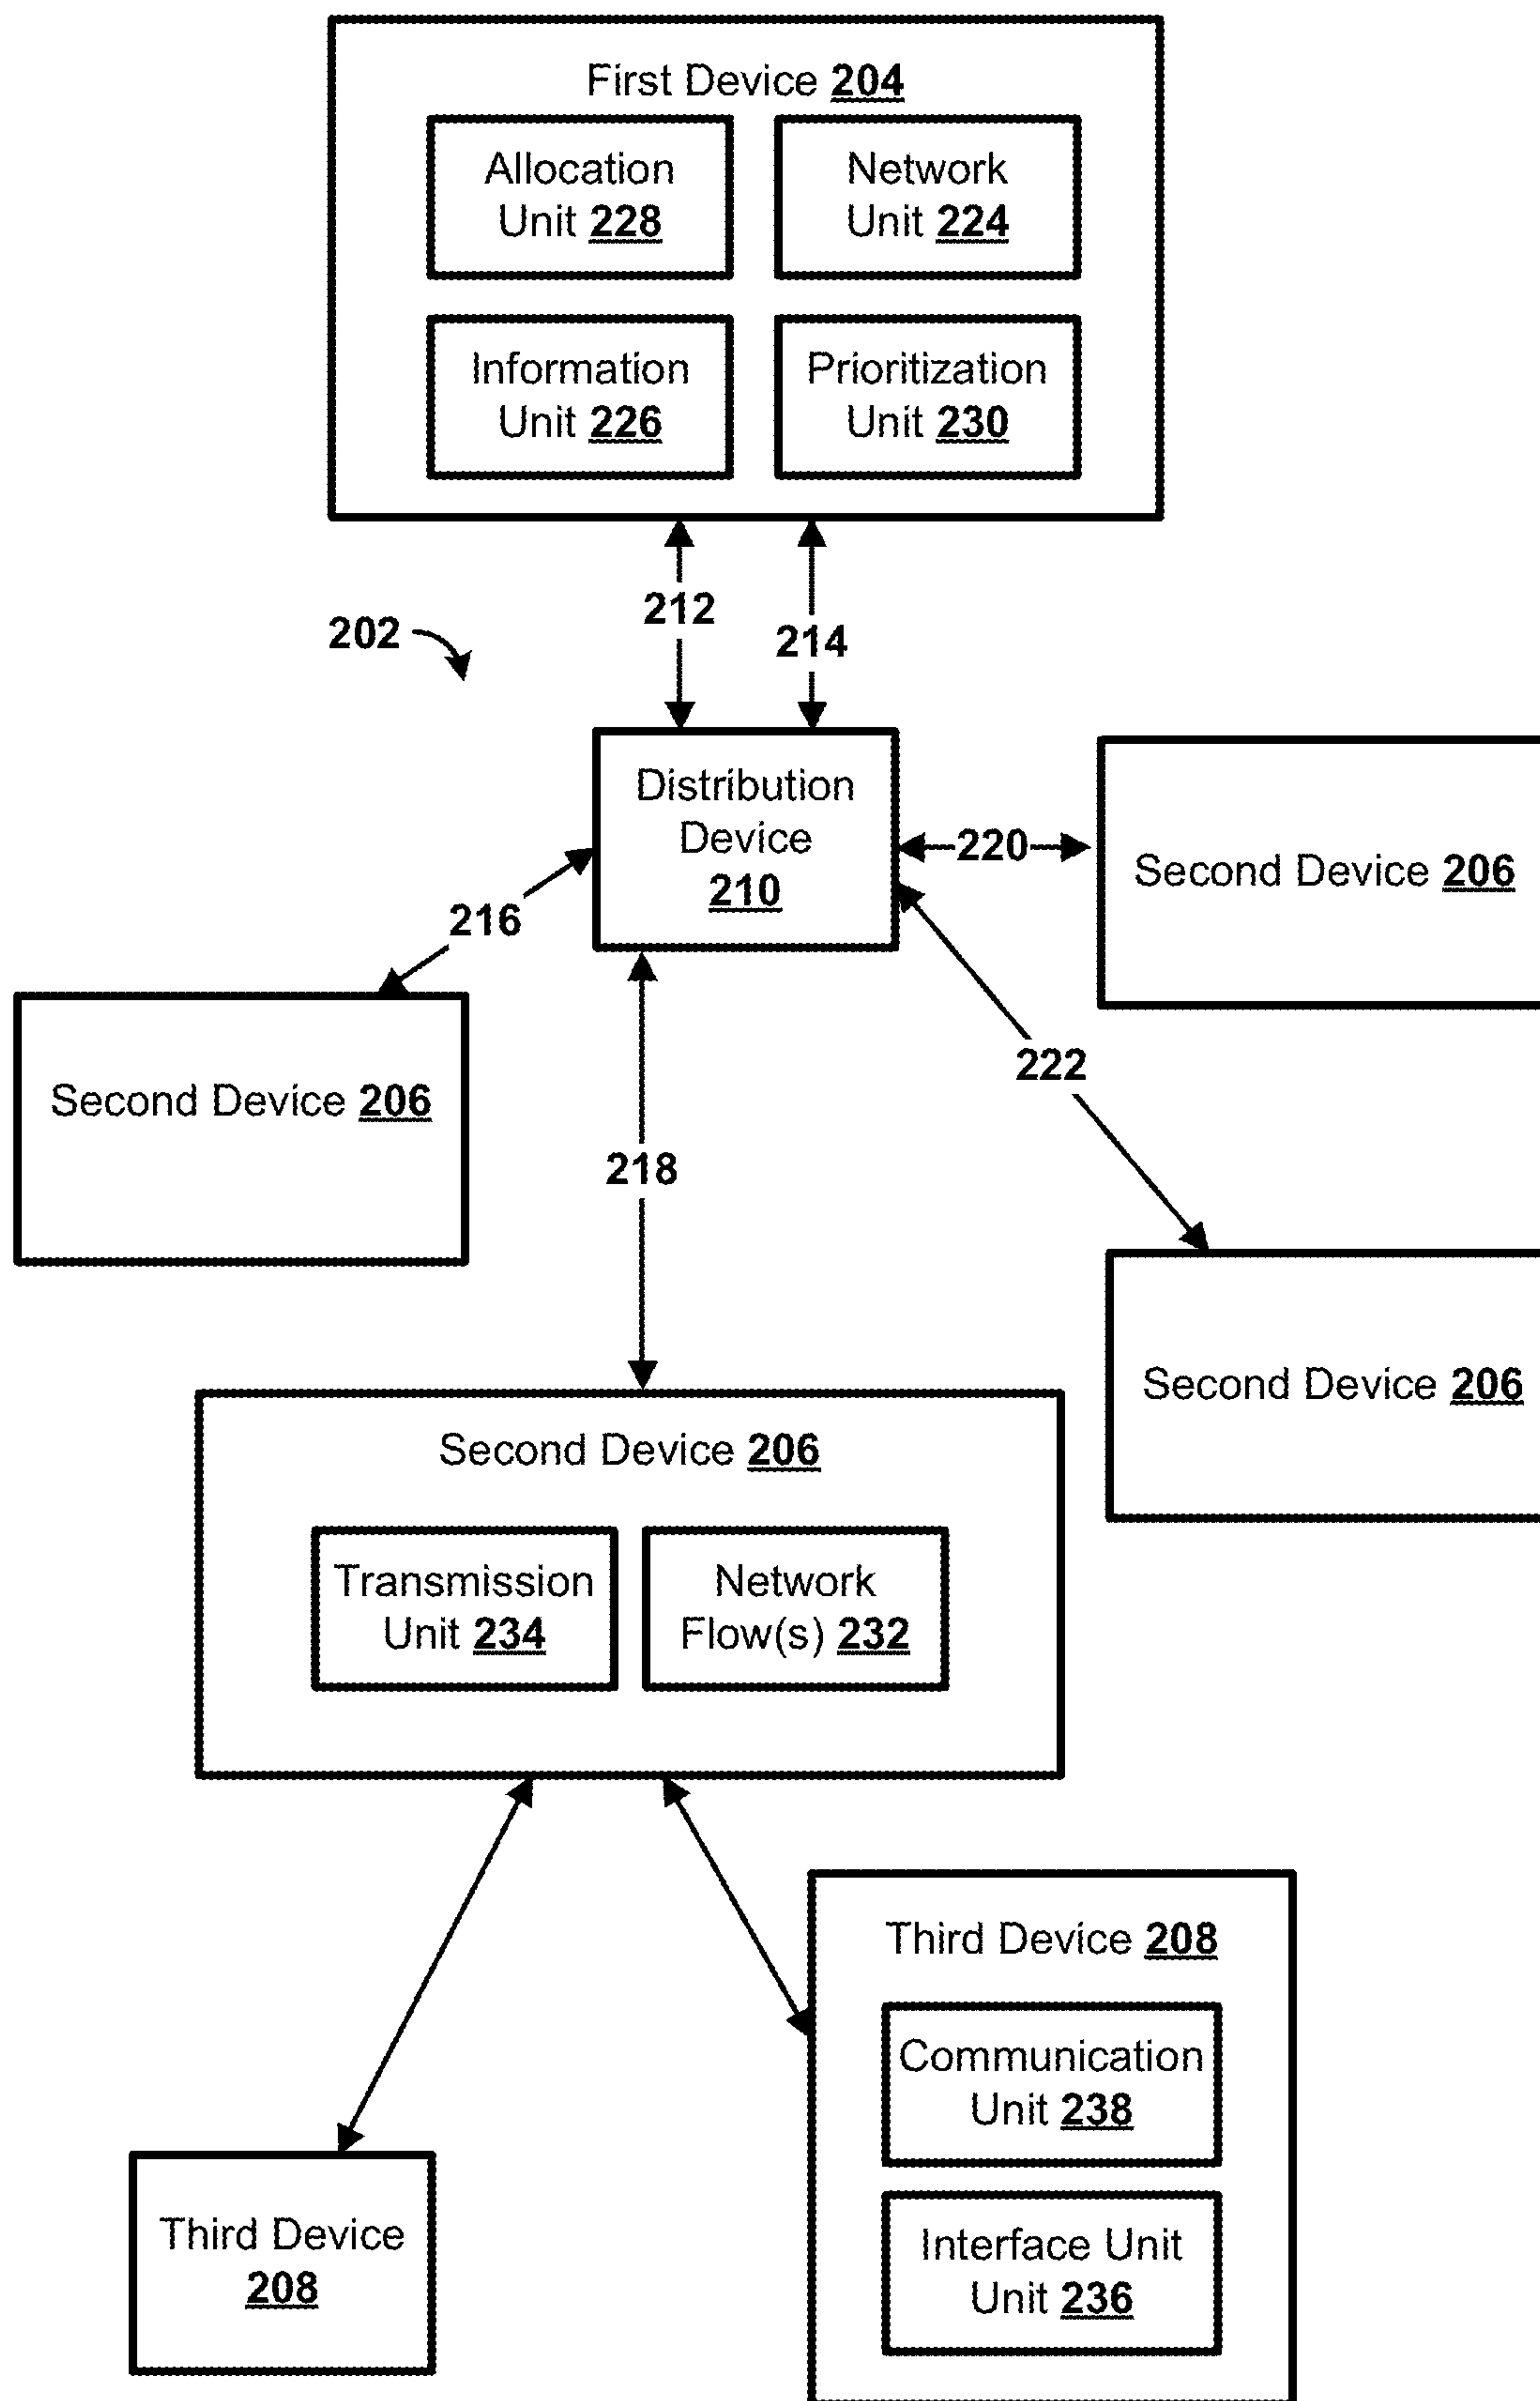 First Device 204
Allocation
Unit 228
Network
Unit 224
Information
Unit 226
Prioritization
Unit 230
212
214
202
Distribution
Device
210
220
Second Device 206
216
222
Second Device 206
218
Second Device 206
Second Device 206
Transmission
Unit 234
Network
Flow(s) 232
Third Device 208
Communication
Unit 238
Third Device
208
Interface Unit
Unit 236